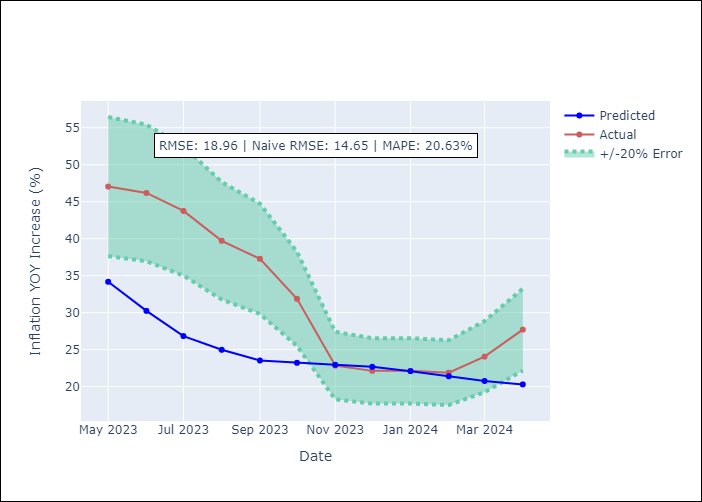 RMSE: 18.96 | Naive RMSE: 14.65 | MAPE: 20.63%
Predicted
Actual
+/-20% Error
Inflation YOY Increase (%)
55
50
45
40
35
30
25
20
May 2023
Jul 2023
Sep 2023
Nov 2023
Jan 2024
Mar 2024
Date